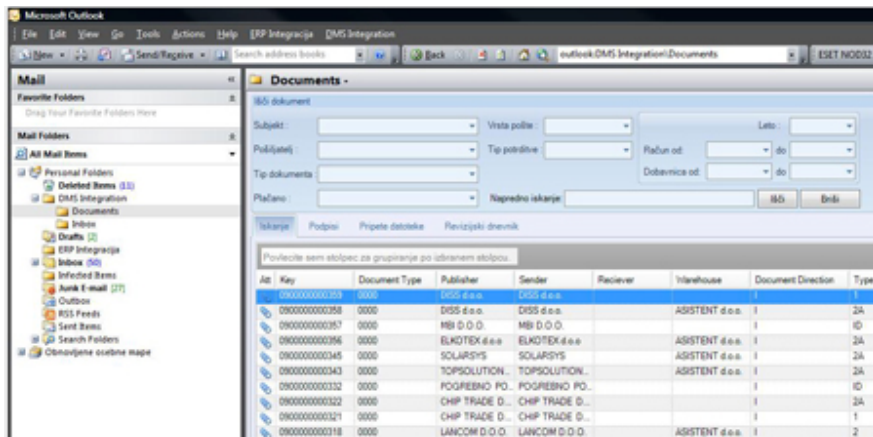 Microsoft Outlook
File Edit View Go Tools Actions Help ERP Integracija DMS Integration
New Send/Receive Search address books Back outlook:DMS Integration\Documents ESET NOD32
Mail «
Documents -
Favorite Folders
Drag Your Favorite Folders Here
Mail Folders
All Mail Items
Personal Folders
Deleted Items (11)
DMS Integration
Documents
Inbox
Drafts [2]
ERP Integracija
Inbox (50)
Infected Items
Junk E-mail [27]
Outbox
RSS Feeds
Sent Items
Search Folders
Obnovljene osebne mape
Išči dokument
Subjekt : Vrsta pošte : Leto :
Pošiljatelj : Tip potrditve Račun od: do
Tip dokumenta Dobavnica od: do
Plačano : Napredno iskanje: Išči Briši
Iskanje Podpisi Pripete datoteke Revizijski dnevnik
Povlecite sem stolpec za grupiranje po izbranem stolpcu.
Att Key Document Type Publisher Sender Reciever Warehouse Document Direction Type
0900000000359 0000 DISS d.o.o. DISS d.o.o. I 1
0900000000358 0000 DISS d.o.o. DISS d.o.o. ASISTENT d.o.o. I 2A
0900000000357 0000 MBI D.O.O. MBI D.O.O. I ID
0900000000356 0000 ELKOTEX d.o.o ELKOTEX d.o.o ASISTENT d.o.o. I 2A
0900000000345 0000 SOLARSYS SOLARSYS ASISTENT d.o.o. I 2A
0900000000343 0000 TOPSOLUTION... TOPSOLUTION... ASISTENT d.o.o. I 2A
0900000000332 0000 POGREBNO PO... POGREBNO PO... I ID
0900000000322 0000 CHIP TRADE D... CHIP TRADE D... I 2A
0900000000321 0000 CHIP TRADE D... CHIP TRADE D... I 1
0900000000318 0000 LANCOM D.O.O. LANCOM D.O.O. ASISTENT d.o.o. I 2